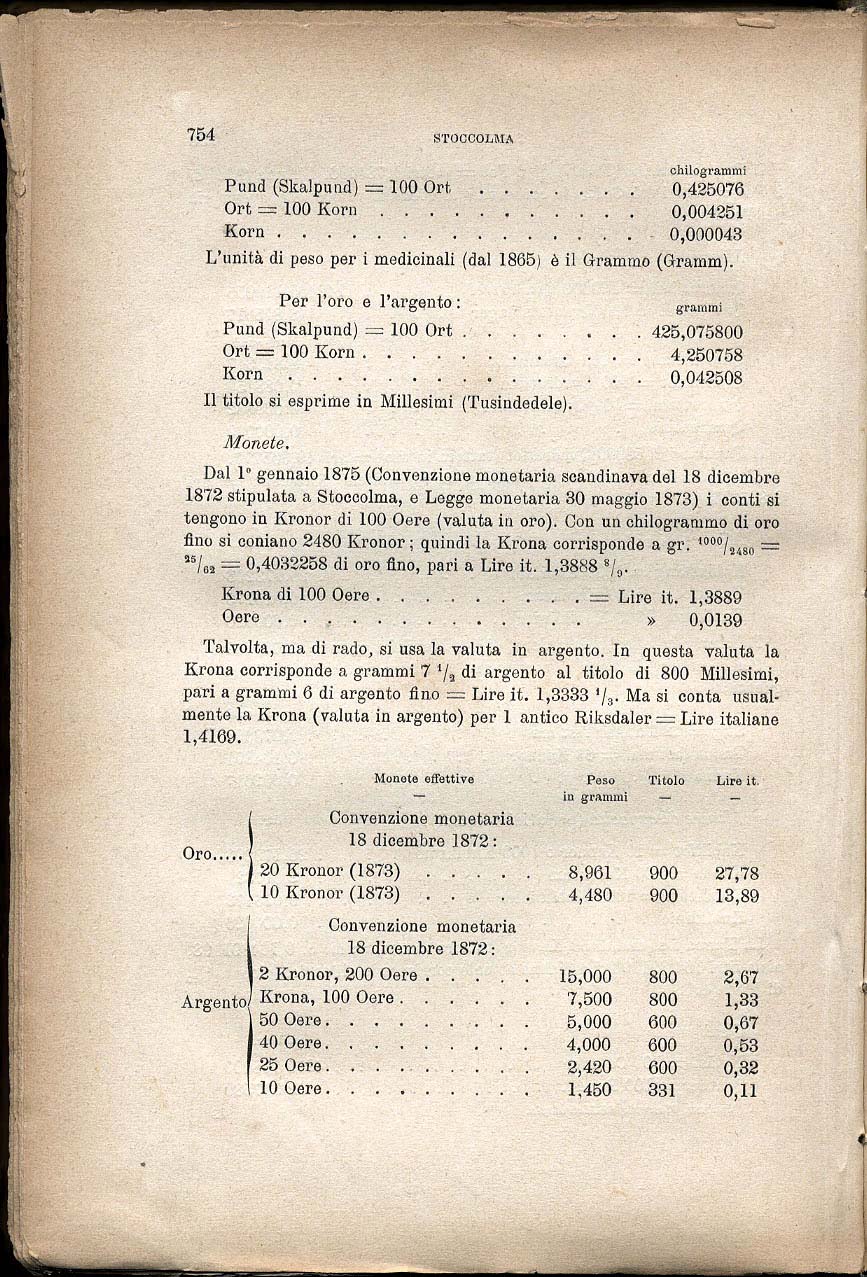 754
STOCCOLMA
chilogrammi
Pund (Skalpund) = 100 Ort . . . . . . . 0,425076
Ort = 100 Korn . . . . . . . . . . . 0,004251
Korn . . . . . . . . . . . . . . . . 0,000043
L'unità di peso per i medicinali (dal 1865) è il Grammo (Gramm).
Per l'oro e l'argento:
grammi
Pund (Skalpund) = 100 Ort . . . . . . . . 425,075800
Ort = 100 Korn . . . . . . . . . . . . 4,250758
Korn . . . . . . . . . . . . . . . 0,042508
Il titolo si esprime in Millesimi (Tusindedele).
Monete.
Dal 1° gennaio 1875 (Convenzione monetaria scandinava del 18 dicembre
1872 stipulata a Stoccolma, e Legge monetaria 30 maggio 1873) i conti si
tengono in Kronor di 100 Oere (valuta in oro). Con un chilogrammo di oro
fino si coniano 2480 Kronor; quindi la Krona corrisponde a gr. ¹⁰⁰⁰/₂₄₈₀ =
²⁵/₆₂ = 0,4032258 di oro fino, pari a Lire it. 1,3888 ⁸/₉.
Krona di 100 Oere . . . . . . . . . = Lire it. 1,3889
Oere . . . . . . . . . . . . . » 0,0139
Talvolta, ma di rado, si usa la valuta in argento. In questa valuta la
Krona corrisponde a grammi 7 ¹/₂ di argento al titolo di 800 Millesimi,
pari a grammi 6 di argento fino = Lire it. 1,3333 ¹/₃. Ma si conta usual-
mente la Krona (valuta in argento) per 1 antico Riksdaler = Lire italiane
1,4169.
Monete effettive Peso Titolo Lire it.
— in grammi — —
Convenzione monetaria
18 dicembre 1872:
Oro.....
20 Kronor (1873) . . . . . 8,961 900 27,78
10 Kronor (1873) . . . . . 4,480 900 13,89
Convenzione monetaria
18 dicembre 1872:
2 Kronor, 200 Oere . . . . . 15,000 800 2,67
Argento Krona, 100 Oere . . . . . . 7,500 800 1,33
50 Oere . . . . . . . . . 5,000 600 0,67
40 Oere . . . . . . . . . 4,000 600 0,53
25 Oere . . . . . . . . . 2,420 600 0,32
10 Oere . . . . . . . . . 1,450 331 0,11